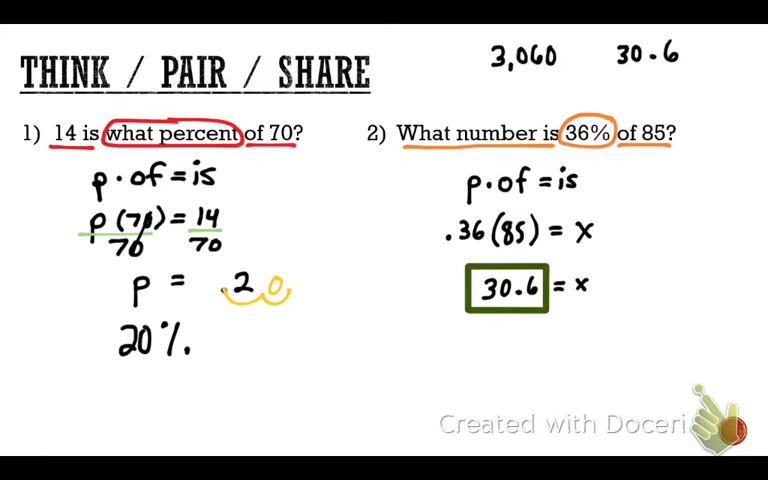 3,060 30.6
THINK / PAIR / SHARE
1) 14 is what percent of 70?
p · of = is
p (70) = 14
70 70
p = .20
20%.
2) What number is 36% of 85?
p · of = is
.36 (85) = x
30.6 = x
Created with Doceri